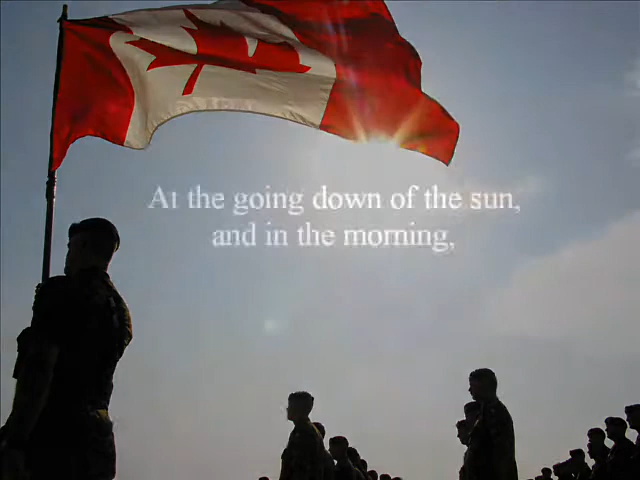 At the going down of the sun,
and in the morning,